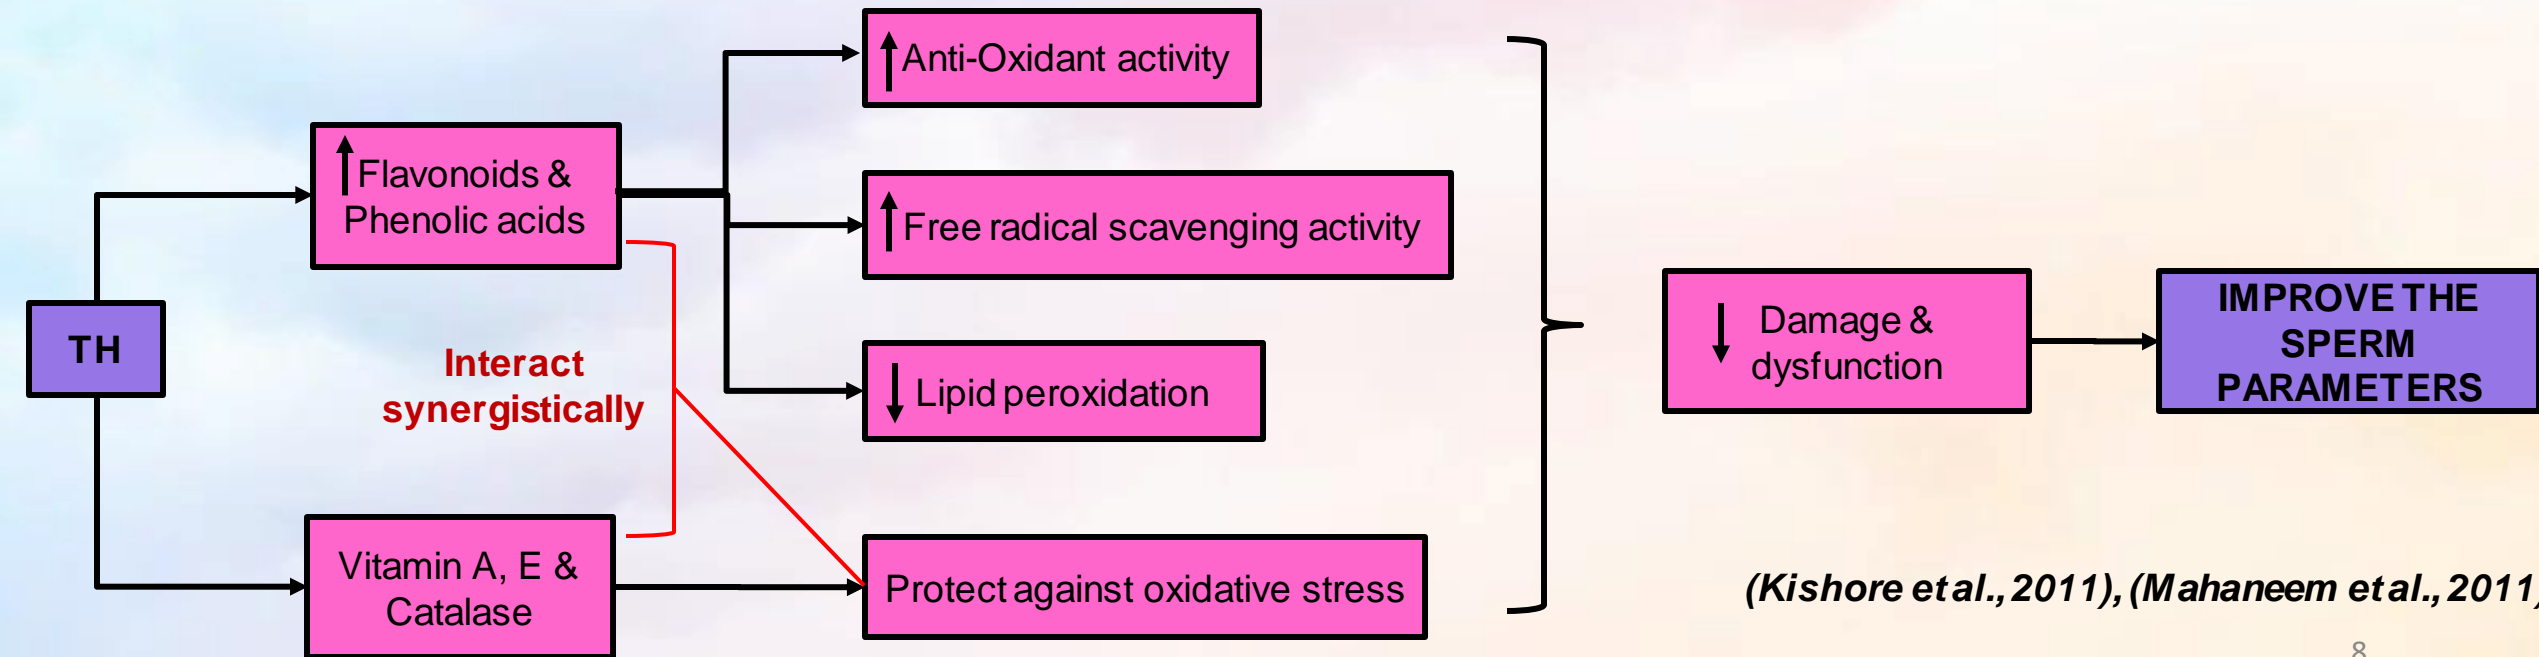 TH
Flavonoids &
Phenolic acids
Vitamin A, E &
Catalase
Interact
synergistically
Anti-Oxidant activity
Free radical scavenging activity
Lipid peroxidation
Protect against oxidative stress
Damage &
dysfunction
IMPROVE THE
SPERM
PARAMETERS
(Kishore et al., 2011), (Mahaneem et al., 2011)
8